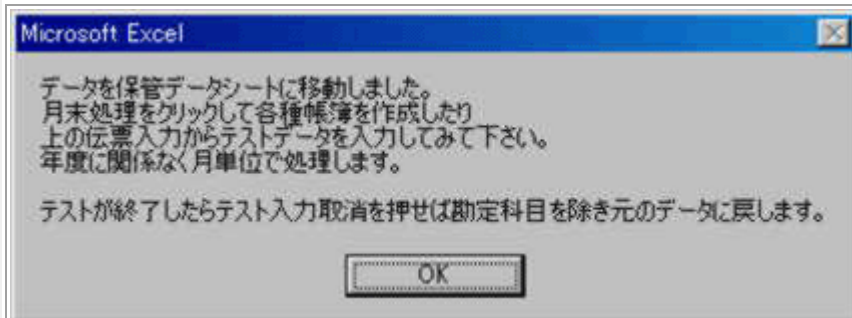 Microsoft Excel
データを保管データシートに移動しました。
月末処理をクリックして各種帳簿を作成したり
上の伝票入力からテストデータを入力してみて下さい。
年度に関係なく月単位で処理します。
テストが終了したらテスト入力取消を押せば勘定科目を除き元のデータに戻します。
OK